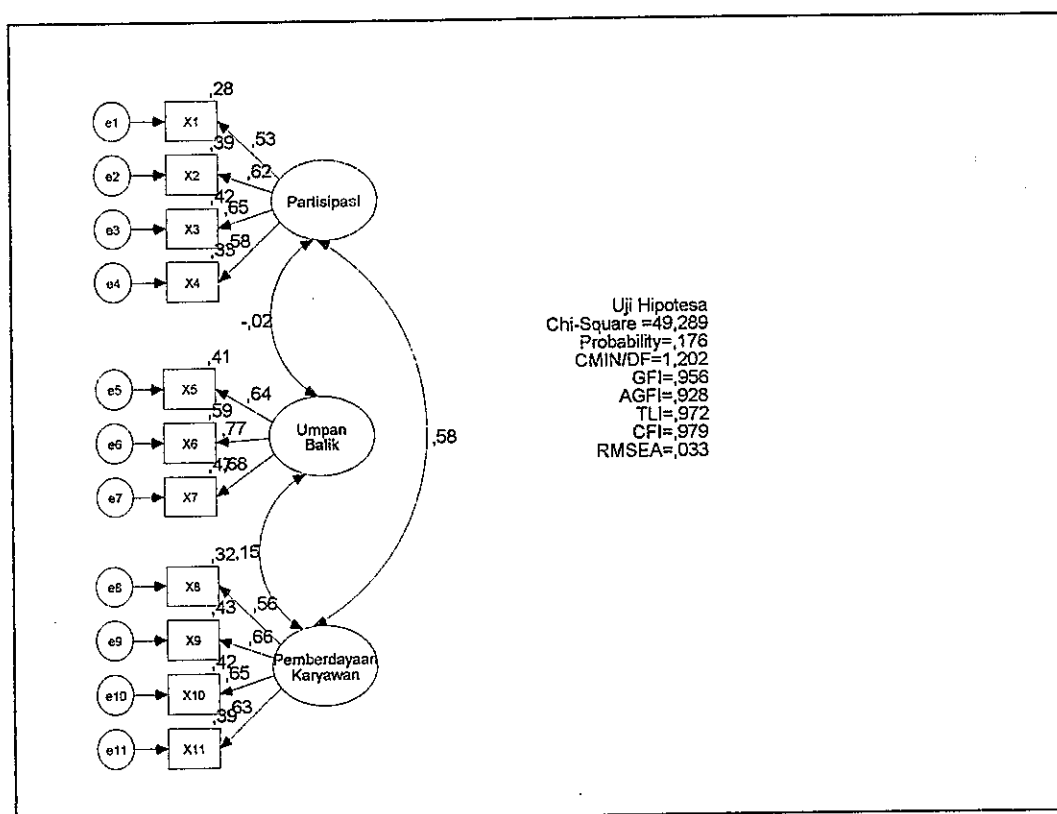 ,28
e1 X1 ,53
,39
e2 X2 ,62
,42
e3 X3 ,65
Partisipasi
,33 ,58
e4 X4
-,02
,41
e5 X5 ,64
,59
e6 X6 ,77
Umpan
Balik
,47 ,68
e7 X7
,58
,32 ,15
e8 X8 ,56
,43
e9 X9 ,66
,42
e10 X10 ,65
Pemberdayaan
Karyawan
,39 ,63
e11 X11
Uji Hipotesa
Chi-Square =49,289
Probability=,176
CMIN/DF=1,202
GFI=,956
AGFI=,928
TLI=,972
CFI=,979
RMSEA=,033